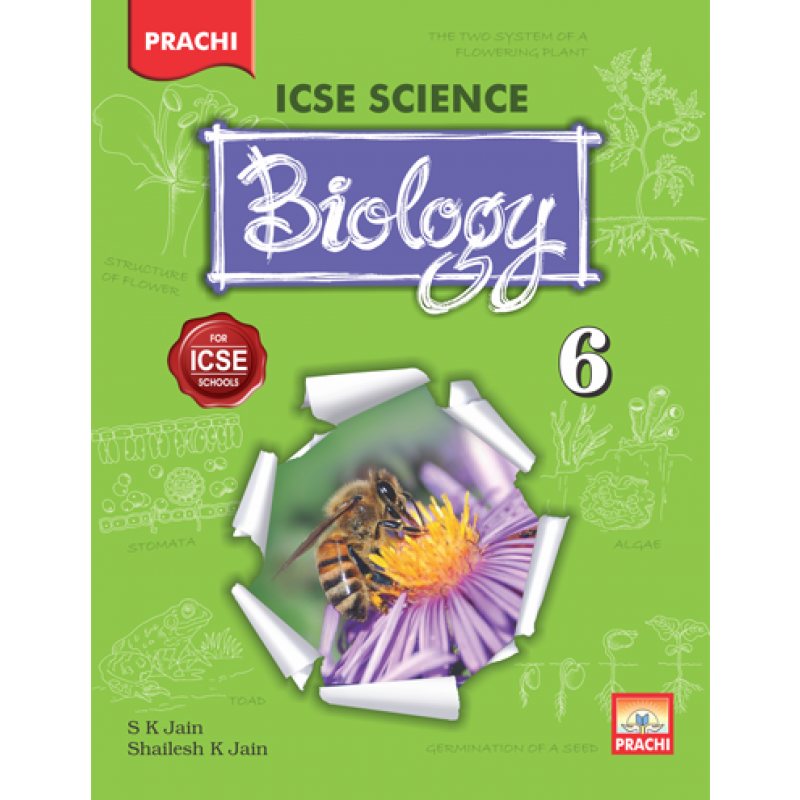 PRACHI
THE TWO SYSTEM OF A
FLOWERING PLANT
ICSE SCIENCE
Biology
STRUCTURE
OF FLOWER
FOR
ICSE
SCHOOLS
6
STOMATA
ALGAE
TOAD
S K Jain
Shailesh K Jain
GERMINATION OF A SEED
PRACHI